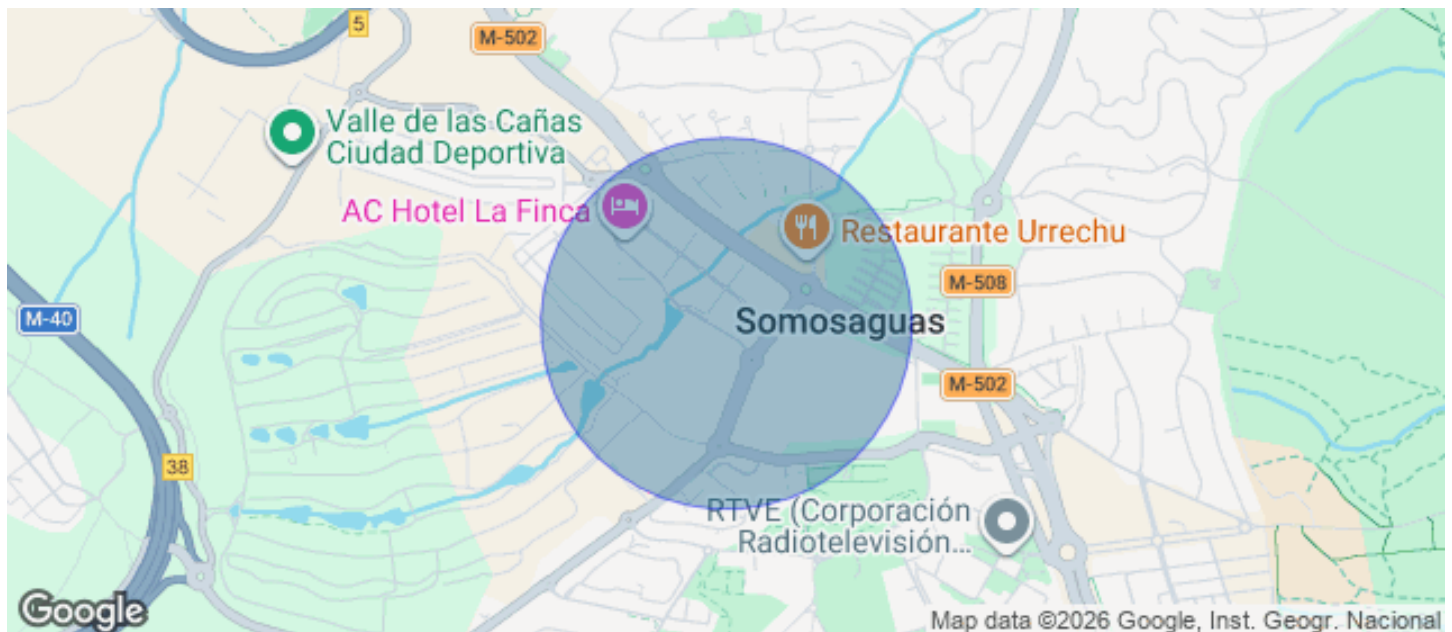 5
M-502
Valle de las Cañas
Ciudad Deportiva
AC Hotel La Finca
Restaurante Urrechu
M-508
M-40
Somosaguas
M-502
38
RTVE (Corporación
Radiotelevisión...
Google
Map data ©2026 Google, Inst. Geogr. Nacional